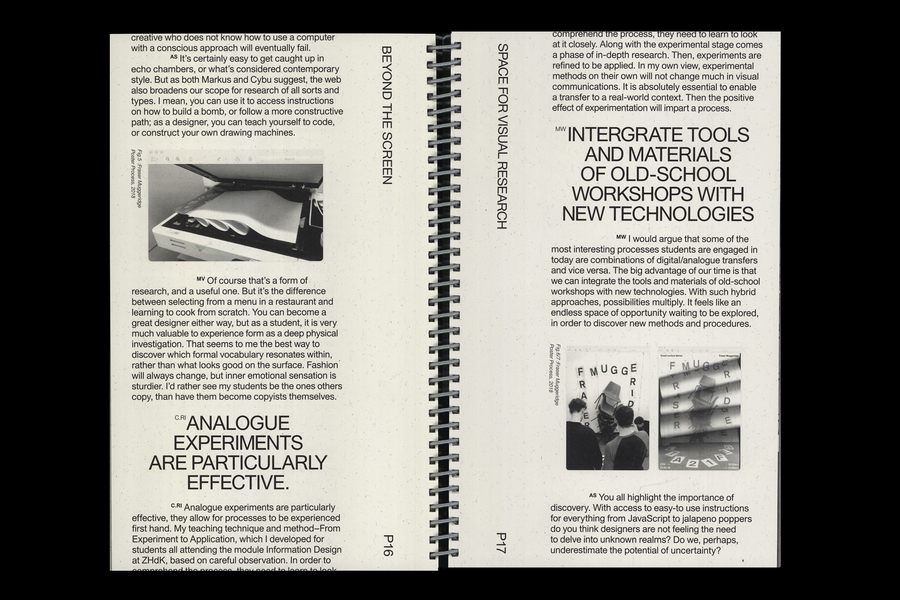 creative who does not know how to use a computer
with a conscious approach will eventually fail.
AS It's certainly easy to get caught up in
echo chambers, or what's considered contemporary
style. But as both Markus and Cybu suggest, the web
also broadens our scope for research of all sorts and
types. I mean, you can use it to access instructions
on how to build a bomb, or follow a more constructive
path; as a designer, you can teach yourself to code,
or construct your own drawing machines.
Fig.5: Fraser Muggeridge
Poster Process, 2018
MV Of course that's a form of
research, and a useful one. But it's the difference
between selecting from a menu in a restaurant and
learning to cook from scratch. You can become a
great designer either way, but as a student, it is very
much valuable to experience form as a deep physical
investigation. That seems to me the best way to
discover which formal vocabulary resonates within,
rather than what looks good on the surface. Fashion
will always change, but inner emotional sensation is
sturdier. I'd rather see my students be the ones others
copy, than have them become copyists themselves.
C.RI ANALOGUE
EXPERIMENTS
ARE PARTICULARLY
EFFECTIVE.
C.RI Analogue experiments are particularly
effective, they allow for processes to be experienced
first hand. My teaching technique and method–From
Experiment to Application, which I developed for
students all attending the module Information Design
at ZHdK, based on careful observation. In order to
comprehend the process, they need to learn to look
BEYOND THE SCREEN
P16
SPACE FOR VISUAL RESEARCH
P17
comprehend the process, they need to learn to look
at it closely. Along with the experimental stage comes
a phase of in-depth research. Then, experiments are
refined to be applied. In my own view, experimental
methods on their own will not change much in visual
communications. It is absolutely essential to enable
a transfer to a real-world context. Then the positive
effect of experimentation will impart a process.
MW INTERGRATE TOOLS
AND MATERIALS
OF OLD-SCHOOL
WORKSHOPS WITH
NEW TECHNOLOGIES
MW I would argue that some of the
most interesting processes students are engaged in
today are combinations of digital/analogue transfers
and vice versa. The big advantage of our time is that
we can integrate the tools and materials of old-school
workshops with new technologies. With such hybrid
approaches, possibilities multiply. It feels like an
endless space of opportunity waiting to be explored,
in order to discover new methods and procedures.
Fig.6/7: Fraser Muggeridge
Poster Process, 2018
FRASER
MUGGERIDGE
FRASER
MUGGERIDGE
AS You all highlight the importance of
discovery. With access to easy-to use instructions
for everything from JavaScript to jalapeno poppers
do you think designers are not feeling the need
to delve into unknown realms? Do we, perhaps,
underestimate the potential of uncertainty?